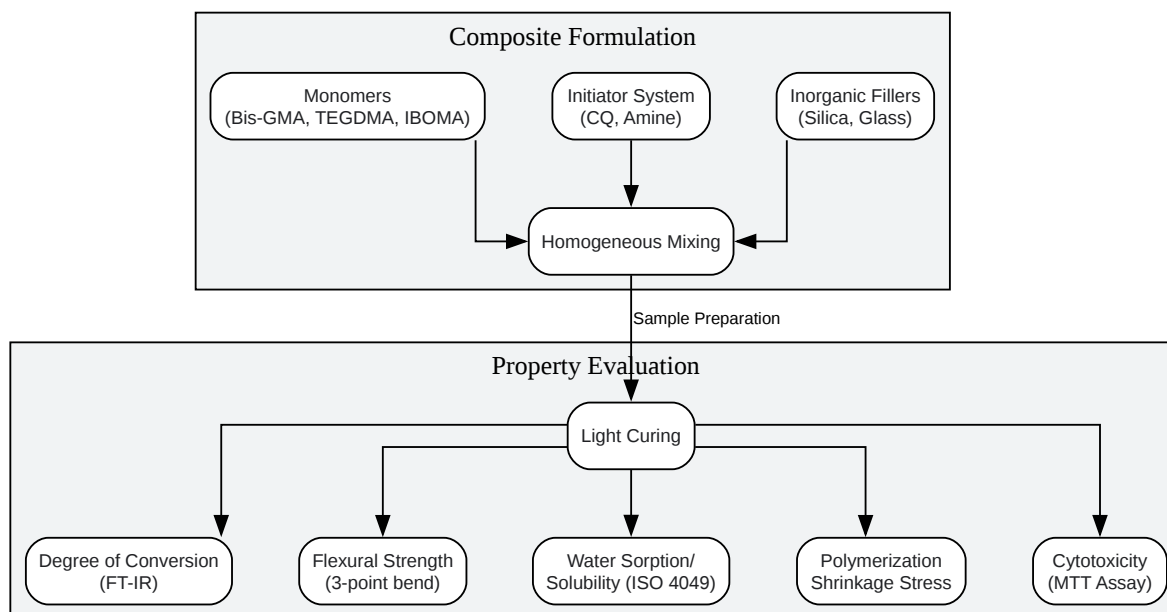 Composite Formulation
Monomers
(Bis-GMA, TEGDMA, IBOMA)
Initiator System
(CQ, Amine)
Inorganic Fillers
(Silica, Glass)
Homogeneous Mixing
Sample Preparation
Property Evaluation
Light Curing
Degree of Conversion
(FT-IR)
Flexural Strength
(3-point bend)
Water Sorption/
Solubility (ISO 4049)
Polymerization
Shrinkage Stress
Cytotoxicity
(MTT Assay)